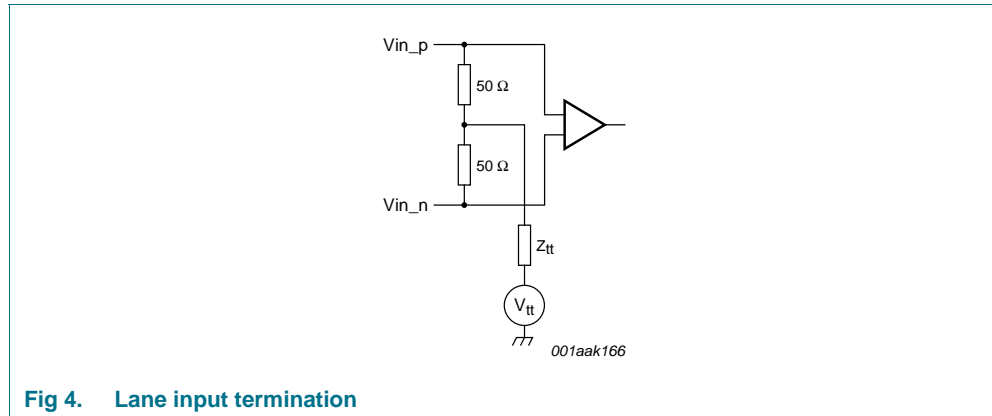 Vin_p
50 Ω
50 Ω
Vin_n
Ztt
Vtt
001aak166
Fig 4. Lane input termination